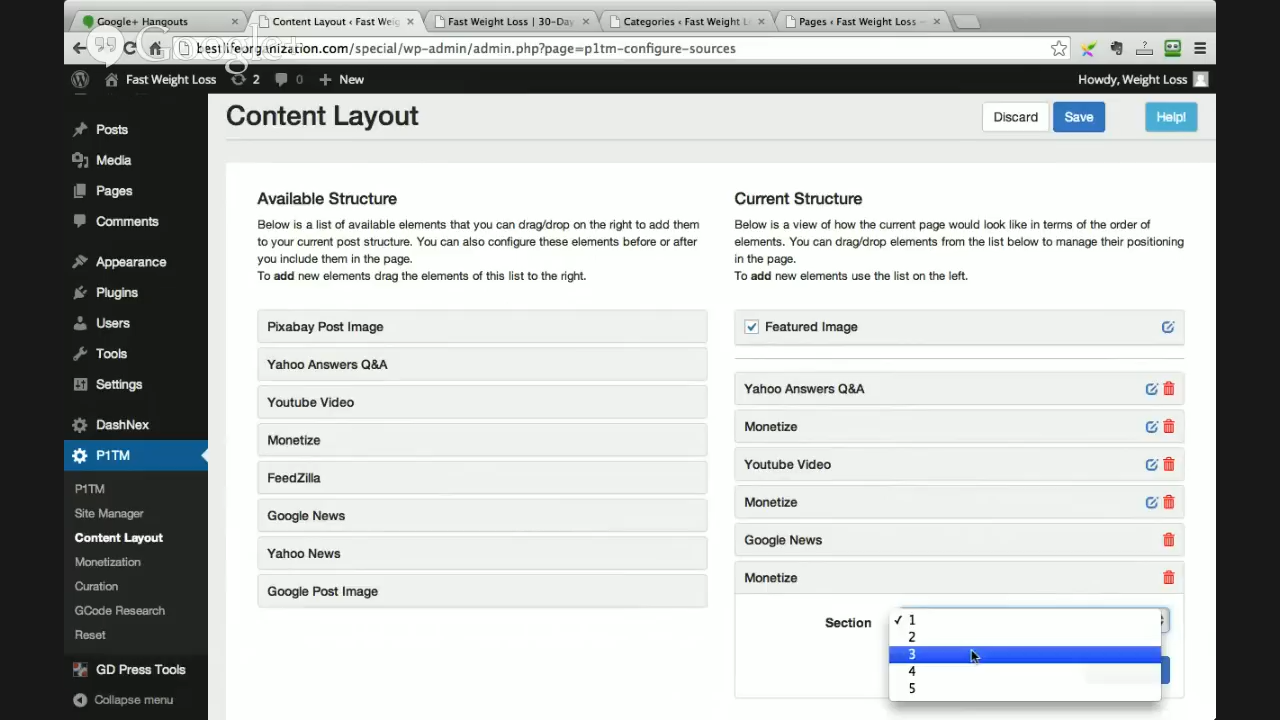 Google+ Hangouts
Content Layout ‹ Fast Weig
Fast Weight Loss | 30-Day
Categories ‹ Fast Weight L
Pages ‹ Fast Weight Loss —
Google+
bestlifeorganization.com/special/wp-admin/admin.php?page=p1tm-configure-sources
Fast Weight Loss
2
0
+ New
Howdy, Weight Loss
Posts
Media
Pages
Comments
Appearance
Plugins
Users
Tools
Settings
DashNex
P1TM
P1TM
Site Manager
Content Layout
Monetization
Curation
GCode Research
Reset
GD Press Tools
Collapse menu
Content Layout
Discard
Save
Help!
Available Structure
Below is a list of available elements that you can drag/drop on the right to add them
to your current post structure. You can also configure these elements before or after
you include them in the page.
To add new elements drag the elements of this list to the right.
Pixabay Post Image
Yahoo Answers Q&A
Youtube Video
Monetize
FeedZilla
Google News
Yahoo News
Google Post Image
Current Structure
Below is a view of how the current page would look like in terms of the order of
elements. You can drag/drop elements from the list below to manage their positioning
in the page.
To add new elements use the list on the left.
Featured Image
Yahoo Answers Q&A
Monetize
Youtube Video
Monetize
Google News
Monetize
Section
✓ 1
2
3
4
5